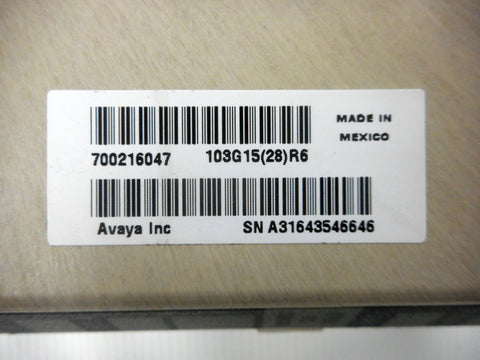 MADE IN
MEXICO
700216047 103G15(28)R6
Avaya Inc SN A31643546646